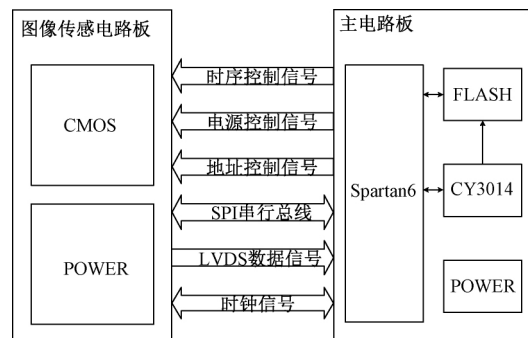 图像传感电路板
CMOS
POWER
时序控制信号
电源控制信号
地址控制信号
SPI串行总线
LVDS数据信号
时钟信号
主电路板
Spartan6
FLASH
CY3014
POWER